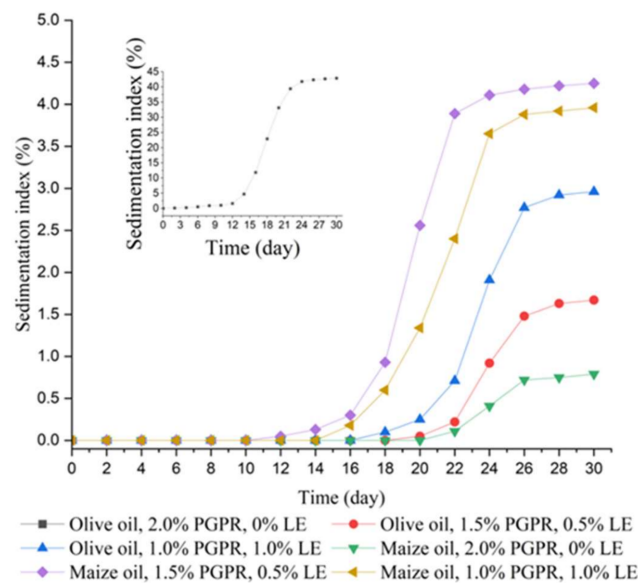 5.0
4.5
4.0
3.5
3.0
2.5
2.0
1.5
1.0
0.5
0.0
Sedimentation index (%)
45
40
35
30
25
20
15
10
5
0
Sedimentation index (%)
0 3 6 9 12 15 18 21 24 27 30
Time (day)
0 2 4 6 8 10 12 14 16 18 20 22 24 26 28 30
Time (day)
Olive oil, 2.0% PGPR, 0% LE Olive oil, 1.5% PGPR, 0.5% LE
Olive oil, 1.0% PGPR, 1.0% LE Maize oil, 2.0% PGPR, 0% LE
Maize oil, 1.5% PGPR, 0.5% LE Maize oil, 1.0% PGPR, 1.0% LE